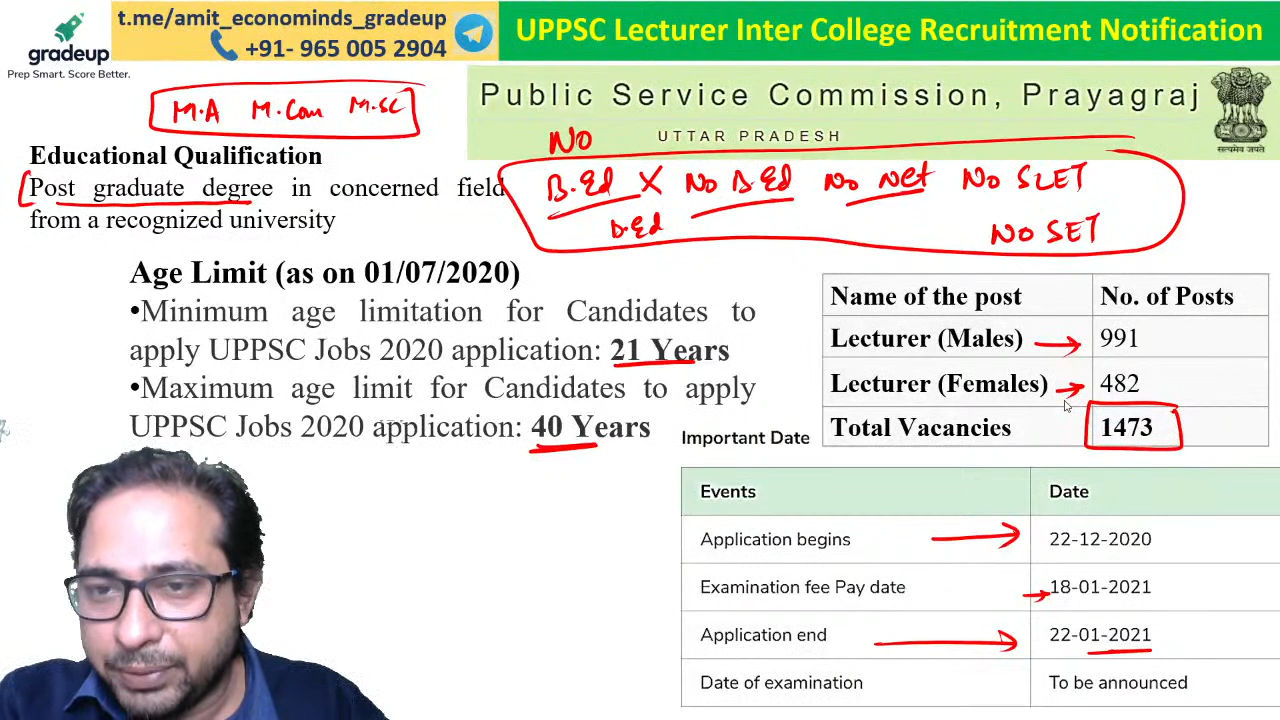 gradeup
Prep Smart. Score Better.
t.me/amit_econominds_gradeup
+91- 965 005 2904
UPPSC Lecturer Inter College Recruitment Notification
Public Service Commission, Prayagraj
UTTAR PRADESH
सत्यमेव जयते
M.A M.Com M.SC
NO
B.Ed X NO B.Ed NO Net NO SLET
D.Ed NO SET
Educational Qualification
Post graduate degree in concerned field
from a recognized university
Age Limit (as on 01/07/2020)
•Minimum age limitation for Candidates to
apply UPPSC Jobs 2020 application: 21 Years
•Maximum age limit for Candidates to apply
UPPSC Jobs 2020 application: 40 Years
Name of the post No. of Posts
Lecturer (Males) 991
Lecturer (Females) 482
Total Vacancies 1473
Important Date
Events Date
Application begins 22-12-2020
Examination fee Pay date 18-01-2021
Application end 22-01-2021
Date of examination To be announced